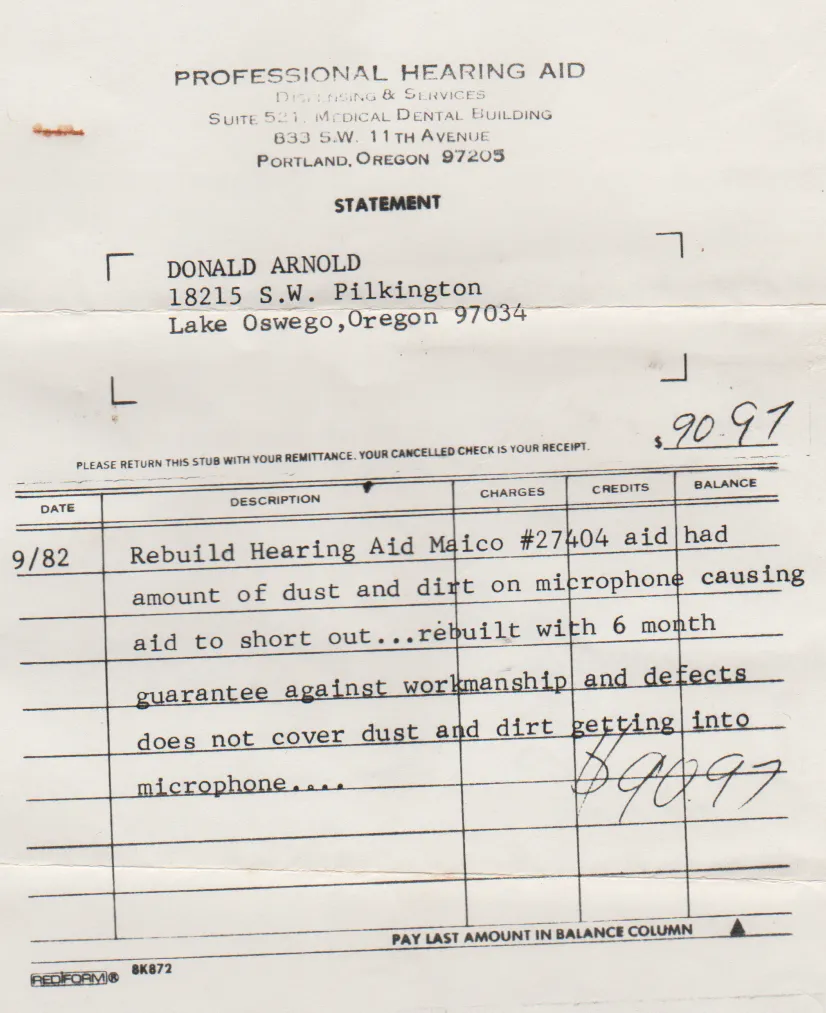 PROFESSIONAL HEARING AID
DISPENSING & SERVICES
SUITE 521, MEDICAL DENTAL BUILDING
833 S.W. 11TH AVENUE
PORTLAND, OREGON 97205
STATEMENT
DONALD ARNOLD
18215 S.W. Pilkington
Lake Oswego,Oregon 97034
$ 90.97
PLEASE RETURN THIS STUB WITH YOUR REMITTANCE. YOUR CANCELLED CHECK IS YOUR RECEIPT.
DATE DESCRIPTION CHARGES CREDITS BALANCE
9/82 Rebuild Hearing Aid Maico #27404 aid had
amount of dust and dirt on microphone causing
aid to short out...rebuilt with 6 month
guarantee against workmanship and defects
does not cover dust and dirt getting into
microphone....
$90.97
PAY LAST AMOUNT IN BALANCE COLUMN
REDIFORM® 8K872